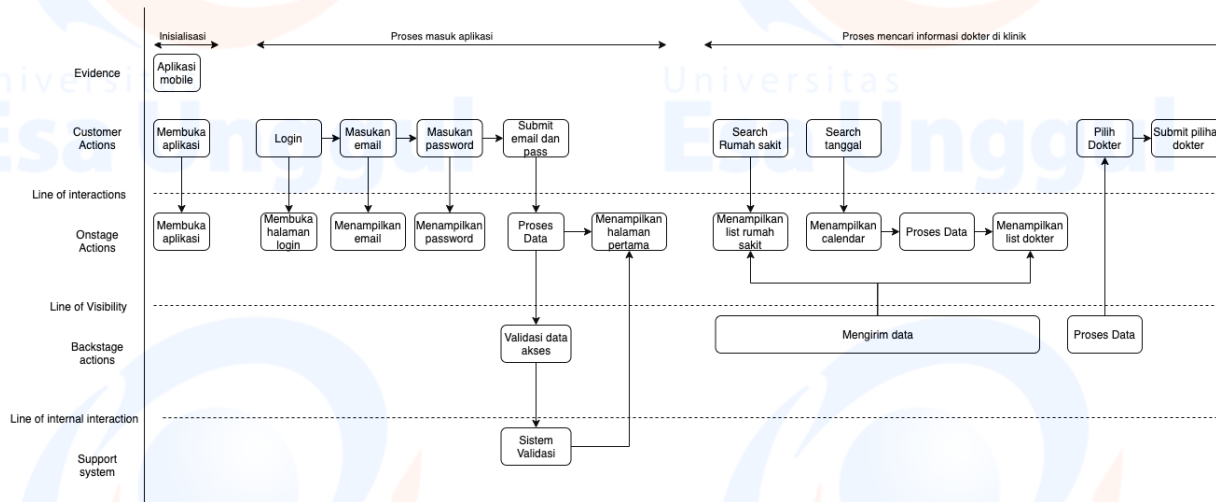 Inisialisasi
Proses masuk aplikasi
Proses mencari informasi dokter di klinik
Evidence
Aplikasi
mobile
Universitas
Esa Unggul
Universitas
Esa Unggul
Customer
Actions
Membuka
aplikasi
Login
Masukan
email
Masukan
password
Submit
email dan
pass
Search
Rumah sakit
Search
tanggal
Pilih
Dokter
Submit piliha
dokter
Line of interactions
Onstage
Actions
Membuka
aplikasi
Membuka
halaman
login
Menampilkan
email
Menampilkan
password
Proses
Data
Menampilkan
halaman
pertama
Menampilkan
list rumah
sakit
Menampilkan
calendar
Proses Data
Menampilkan
list dokter
Line of Visibility
Backstage
actions
Validasi data
akses
Mengirim data
Proses Data
Line of internal interaction
Support
system
Sistem
Validasi